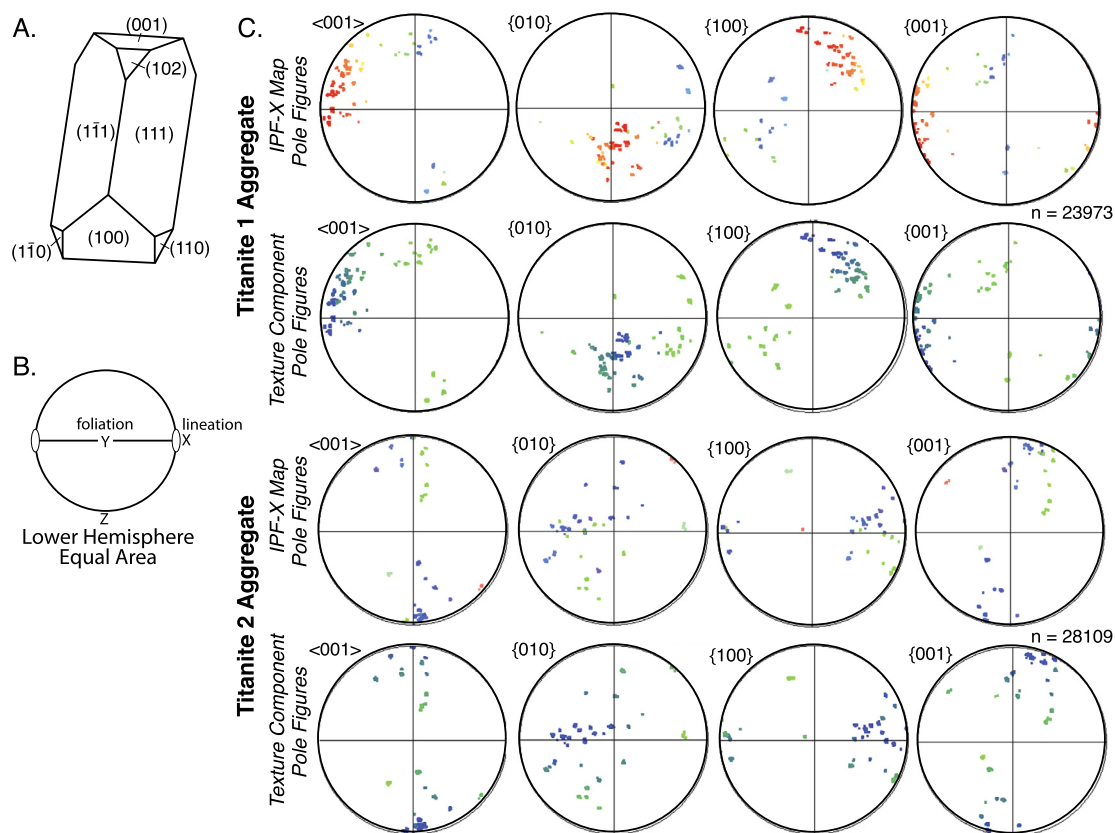 A.
(001)
(102)
(11̅1)
(111)
(100)
(11̅0)
(110)
B.
foliation
lineation
Y
X
Z
Lower Hemisphere
Equal Area
C.
Titanite 1 Aggregate
IPF-X Map
Pole Figures
<001>
{010}
{100}
{001}
n = 23973
Texture Component
Pole Figures
<001>
{010}
{100}
{001}
Titanite 2 Aggregate
IPF-X Map
Pole Figures
<001>
{010}
{100}
{001}
n = 28109
Texture Component
Pole Figures
<001>
{010}
{100}
{001}